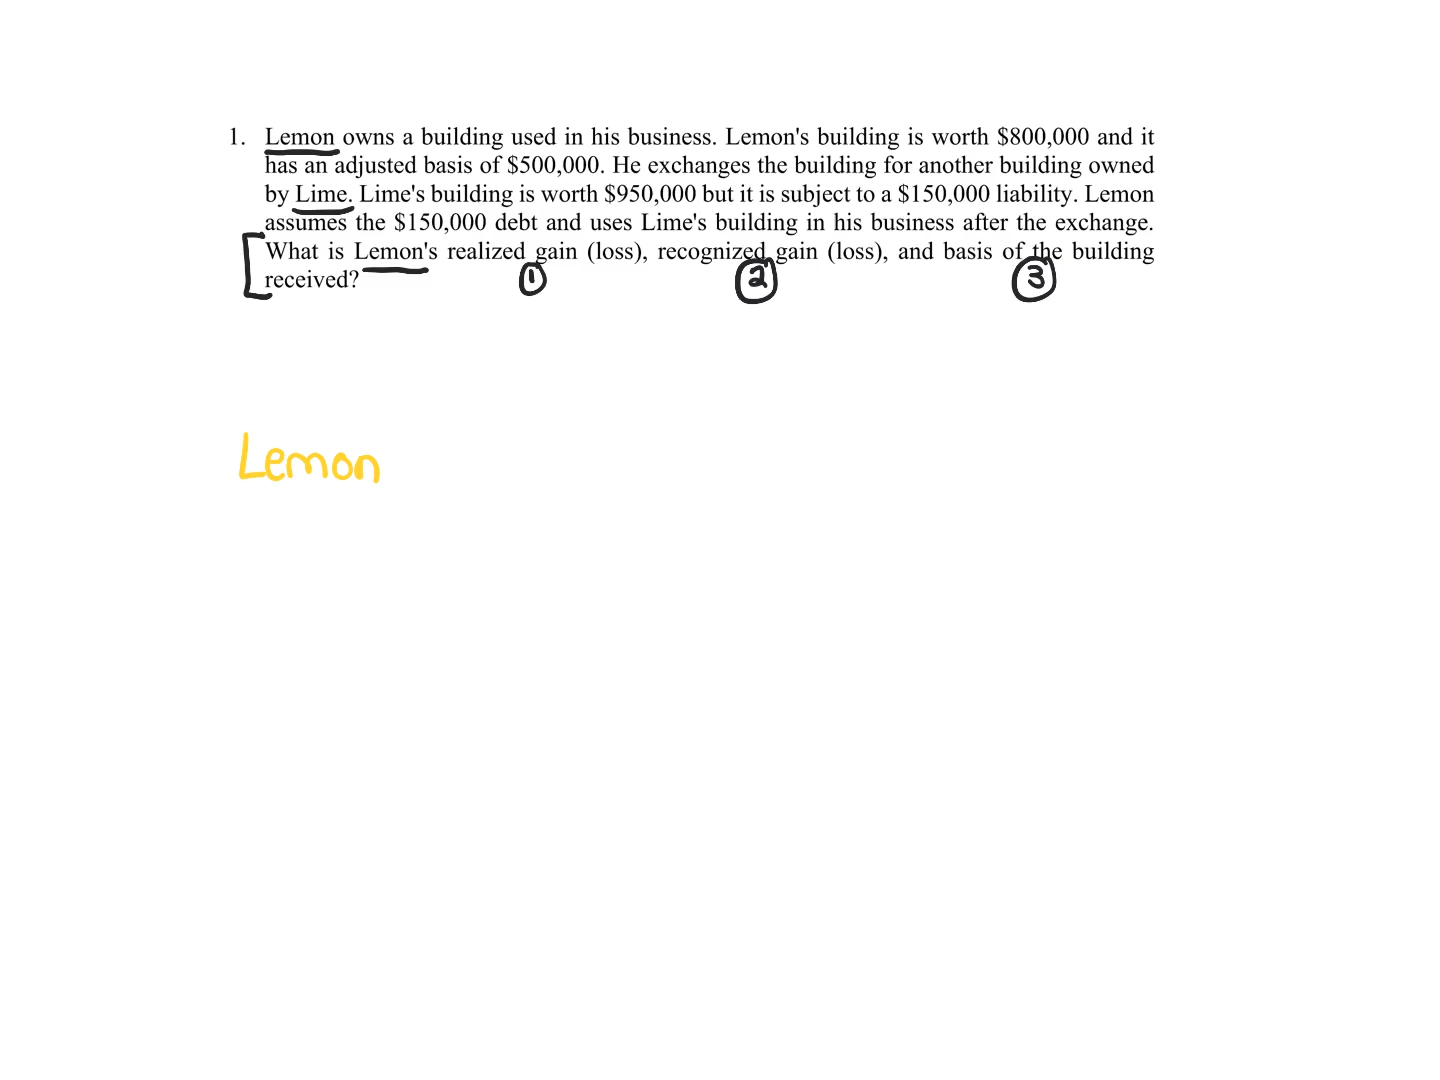 1. Lemon owns a building used in his business. Lemon's building is worth $800,000 and it
has an adjusted basis of $500,000. He exchanges the building for another building owned
by Lime. Lime's building is worth $950,000 but it is subject to a $150,000 liability. Lemon
assumes the $150,000 debt and uses Lime's building in his business after the exchange.
What is Lemon's realized gain (loss), recognized gain (loss), and basis of the building
received? 1 2 3
Lemon